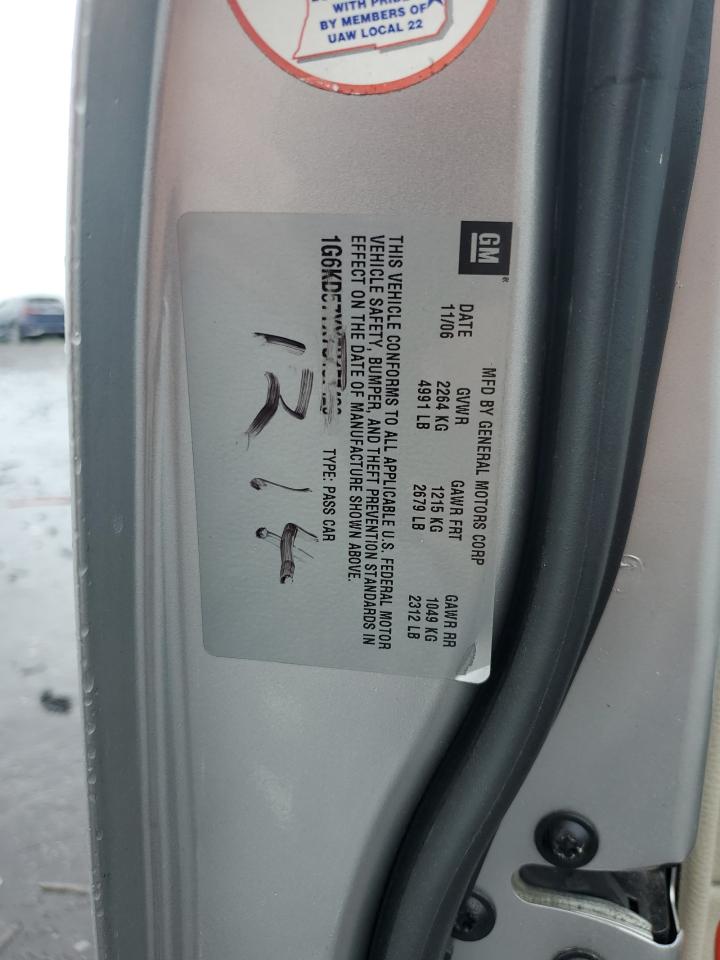 WITH PRIDE
BY MEMBERS OF
UAW LOCAL 22
GM
MFD BY GENERAL MOTORS CORP
DATE GVWR GAWR FRT GAWR RR
11/06 2264 KG 1215 KG 1049 KG
4991 LB 2679 LB 2312 LB
THIS VEHICLE CONFORMS TO ALL APPLICABLE U.S. FEDERAL MOTOR
VEHICLE SAFETY, BUMPER, AND THEFT PREVENTION STANDARDS IN
EFFECT ON THE DATE OF MANUFACTURE SHOWN ABOVE.
TYPE: PASS CAR